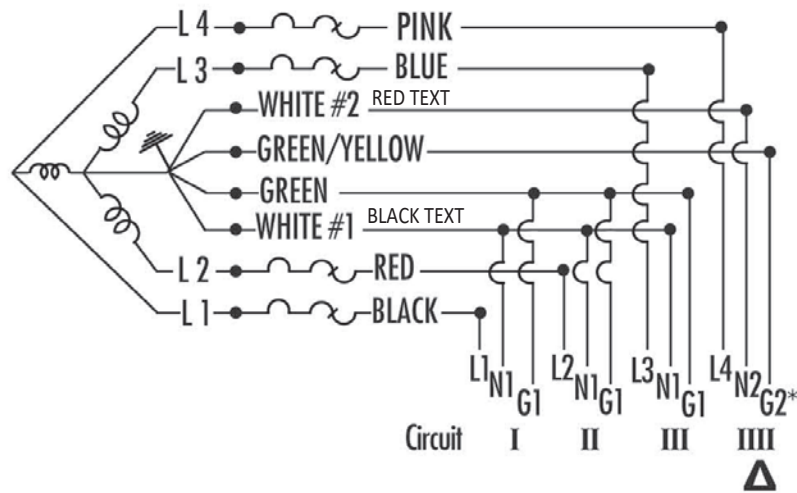 L 4 PINK
L 3 BLUE
WHITE #2 RED TEXT
GREEN/YELLOW
GREEN
WHITE #1 BLACK TEXT
L 2 RED
L 1 BLACK
L1 N1 G1 L2 N1 G1 L3 N1 G1 L4 N2 G2*
Circuit I II III IIII
Δ